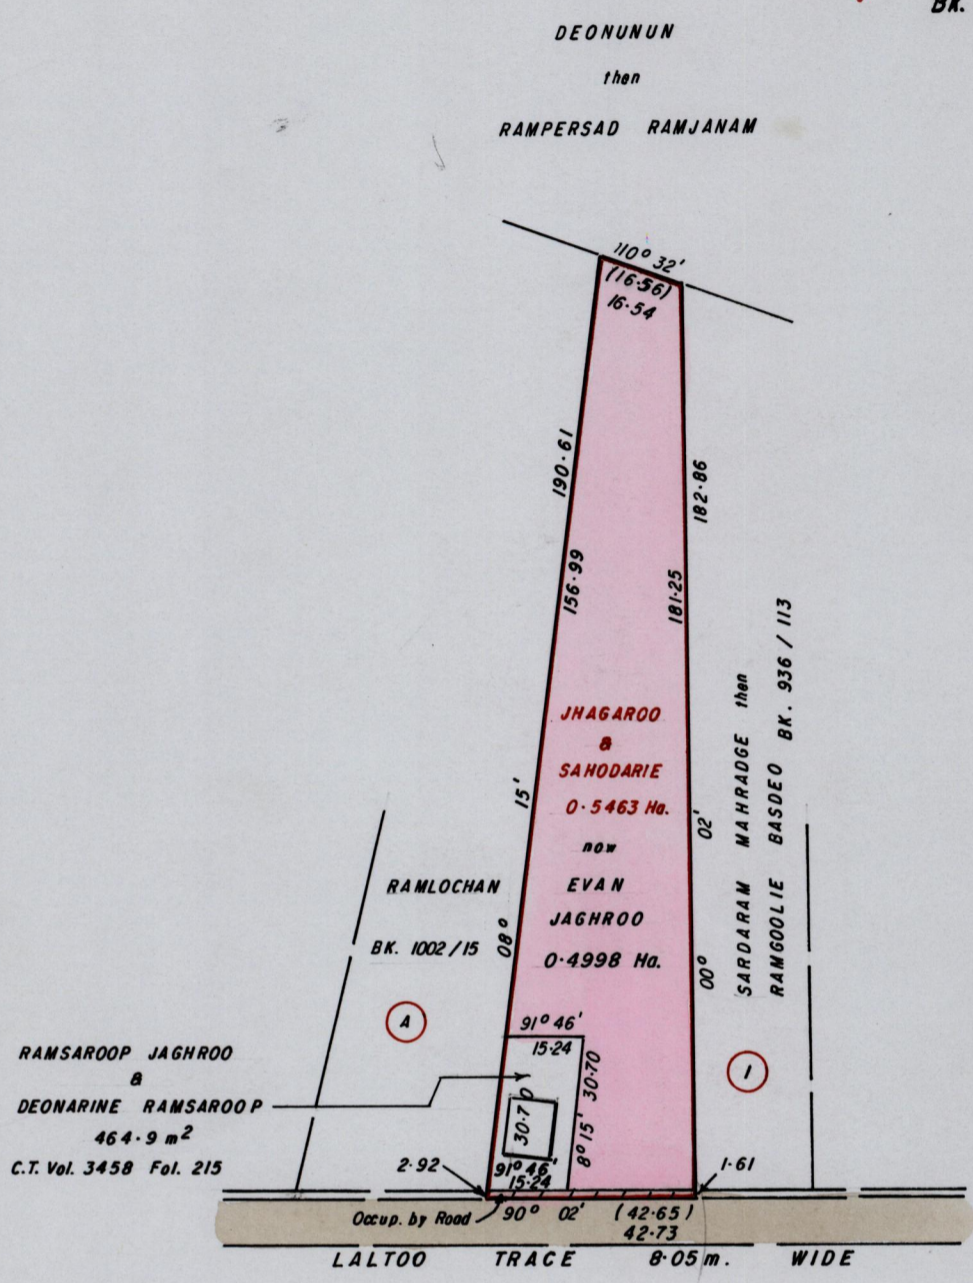 BK.
DEONUNUN
then
RAMPERSAD RAMJANAM
110° 32'
(16·56)
16·54
190·61
182·86
156·99
181·25
JHAGAROO
&
SAHODARIE
0·5463 Ha.
now
EVAN
JAGHROO
0·4998 Ha.
15'
08°
02'
00°
SARDARAM MAHRADGE then
RAMGOOLIE BASDEO BK. 936 / 113
RAMLOCHAN
BK. 1002/15
A
1
91° 46'
15·24
8° 15' 30·70
30·70
91° 46'
15·24
RAMSAROOP JAGHROO
&
DEONARINE RAMSAROOP
464·9 m²
C.T. Vol. 3458 Fol. 215
2·92
1·61
Occup. by Road
90° 02' (42·65)
42·73
LALTOO TRACE 8·05 m. WIDE